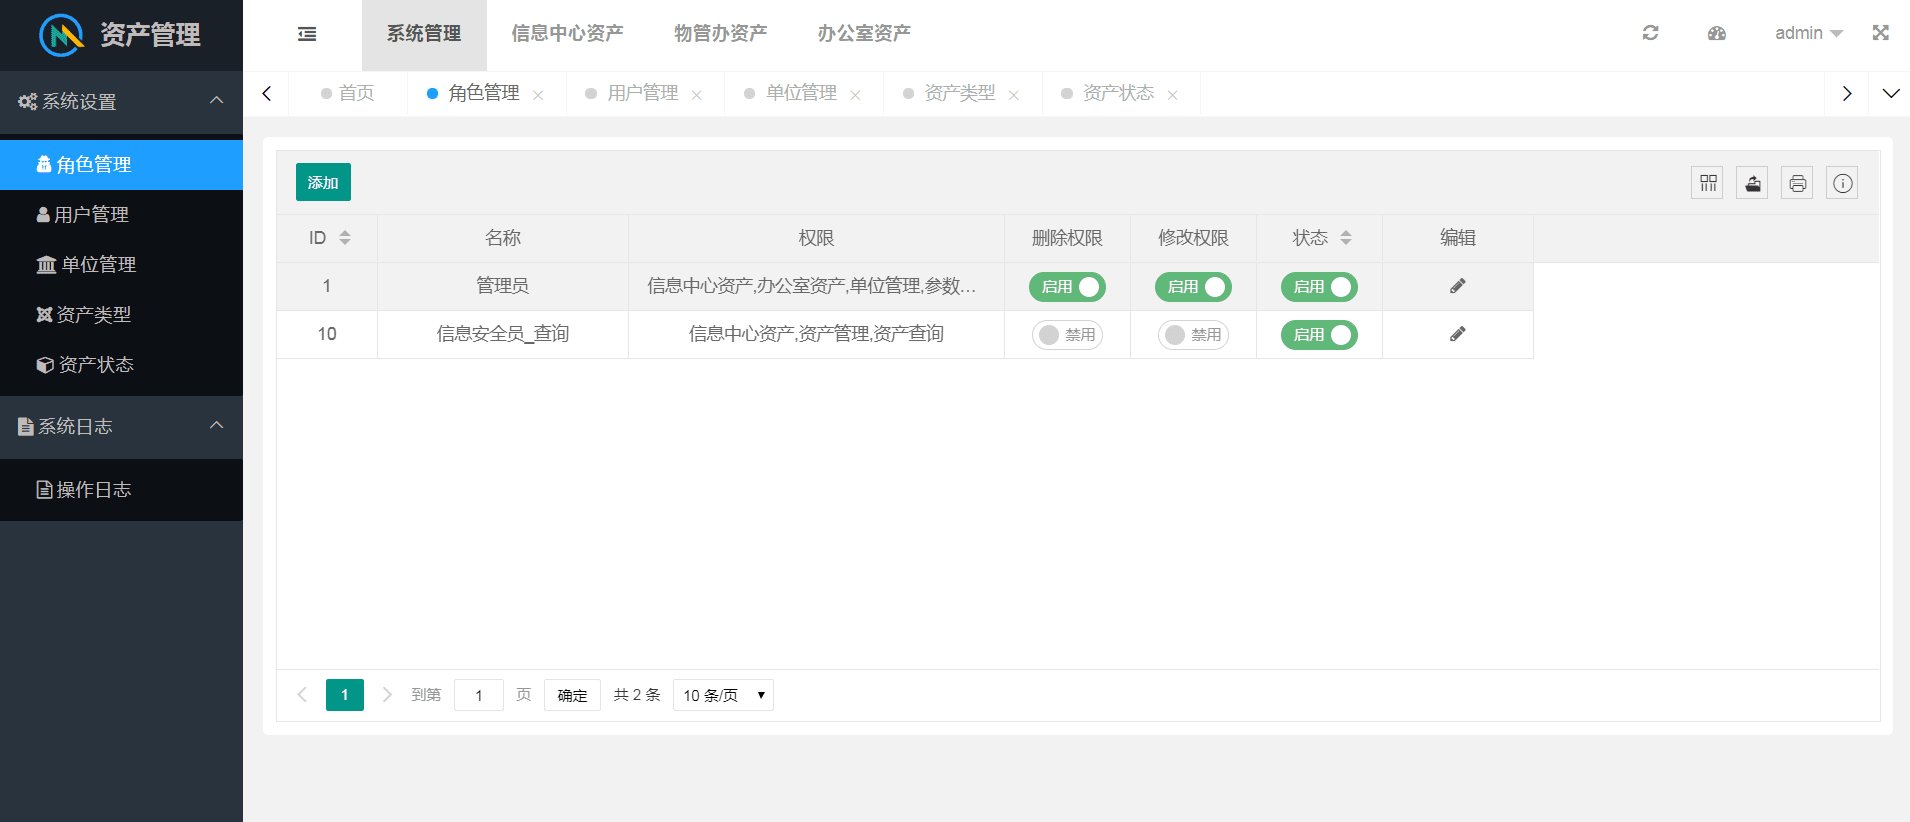 资产管理
系统管理 信息中心资产 物管办资产 办公室资产 admin
首页 角色管理 用户管理 单位管理 资产类型 资产状态
系统设置
角色管理
用户管理
单位管理
资产类型
资产状态
系统日志
操作日志
添加
ID 名称 权限 删除权限 修改权限 状态 编辑
1 管理员 信息中心资产,办公室资产,单位管理,参数... 启用 启用 启用
10 信息安全员_查询 信息中心资产,资产管理,资产查询 禁用 禁用 启用
1 到第 1 页 确定 共 2 条 10 条/页